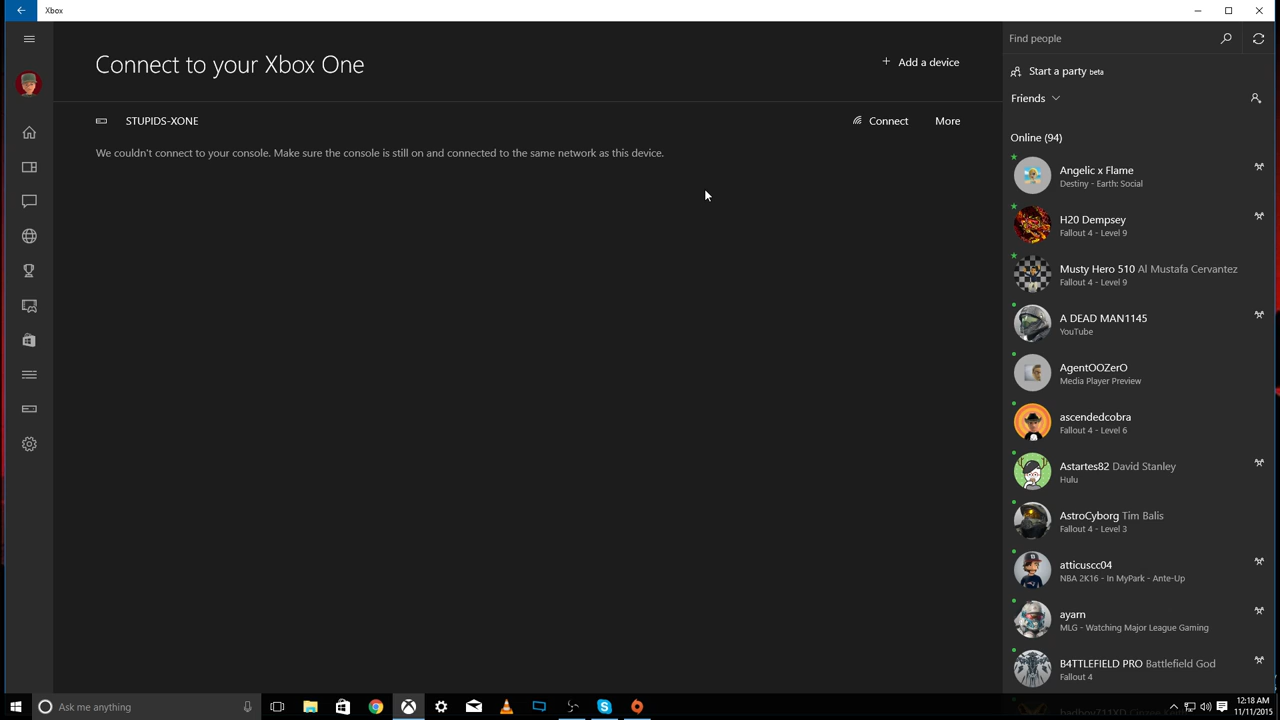 Xbox
Connect to your Xbox One
+ Add a device
STUPIDS-XONE
Connect
More
We couldn't connect to your console. Make sure the console is still on and connected to the same network as this device.
Find people
Start a party beta
Friends
Online (94)
Angelic x Flame
Destiny - Earth: Social
H20 Dempsey
Fallout 4 - Level 9
Musty Hero 510 Al Mustafa Cervantez
Fallout 4 - Level 9
A DEAD MAN1145
YouTube
AgentOOZerO
Media Player Preview
ascendedcobra
Fallout 4 - Level 6
Astartes82 David Stanley
Hulu
AstroCyborg Tim Balis
Fallout 4 - Level 3
atticuscc04
NBA 2K16 - In MyPark - Ante-Up
ayarn
MLG - Watching Major League Gaming
B4TTLEFIELD PRO Battlefield God
Fallout 4
Ask me anything
12:18 AM
11/11/2015